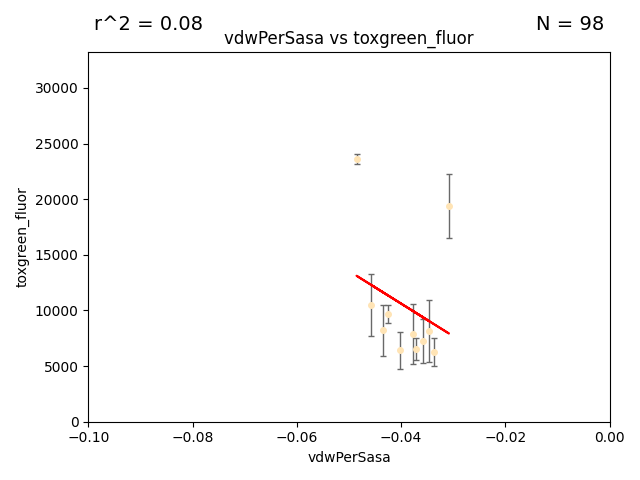 r^2 = 0.08
N = 98
vdwPerSasa vs toxgreen_fluor
30000
25000
20000
15000
10000
5000
0
toxgreen_fluor
−0.10
−0.08
−0.06
−0.04
−0.02
0.00
vdwPerSasa